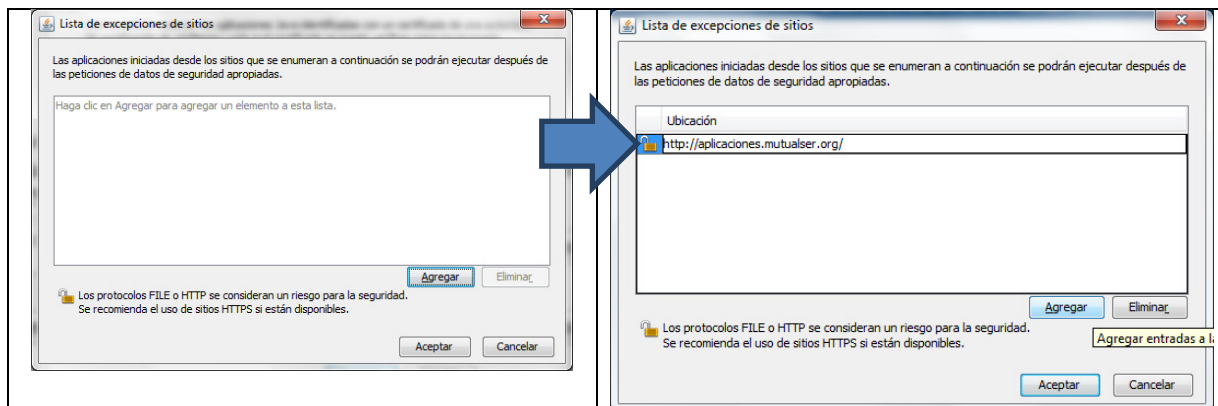 Lista de excepciones de sitios
Las aplicaciones iniciadas desde los sitios que se enumeran a continuación se podrán ejecutar después de
las peticiones de datos de seguridad apropiadas.
Haga clic en Agregar para agregar un elemento a esta lista.
Agregar
Eliminar
Los protocolos FILE o HTTP se consideran un riesgo para la seguridad.
Se recomienda el uso de sitios HTTPS si están disponibles.
Aceptar
Cancelar
Lista de excepciones de sitios
Las aplicaciones iniciadas desde los sitios que se enumeran a continuación se podrán ejecutar después de
las peticiones de datos de seguridad apropiadas.
Ubicación
http://aplicaciones.mutualser.org/
Agregar
Eliminar
Los protocolos FILE o HTTP se consideran un riesgo para la seguridad.
Se recomienda el uso de sitios HTTPS si están disponibles.
Agregar entradas a
Aceptar
Cancelar